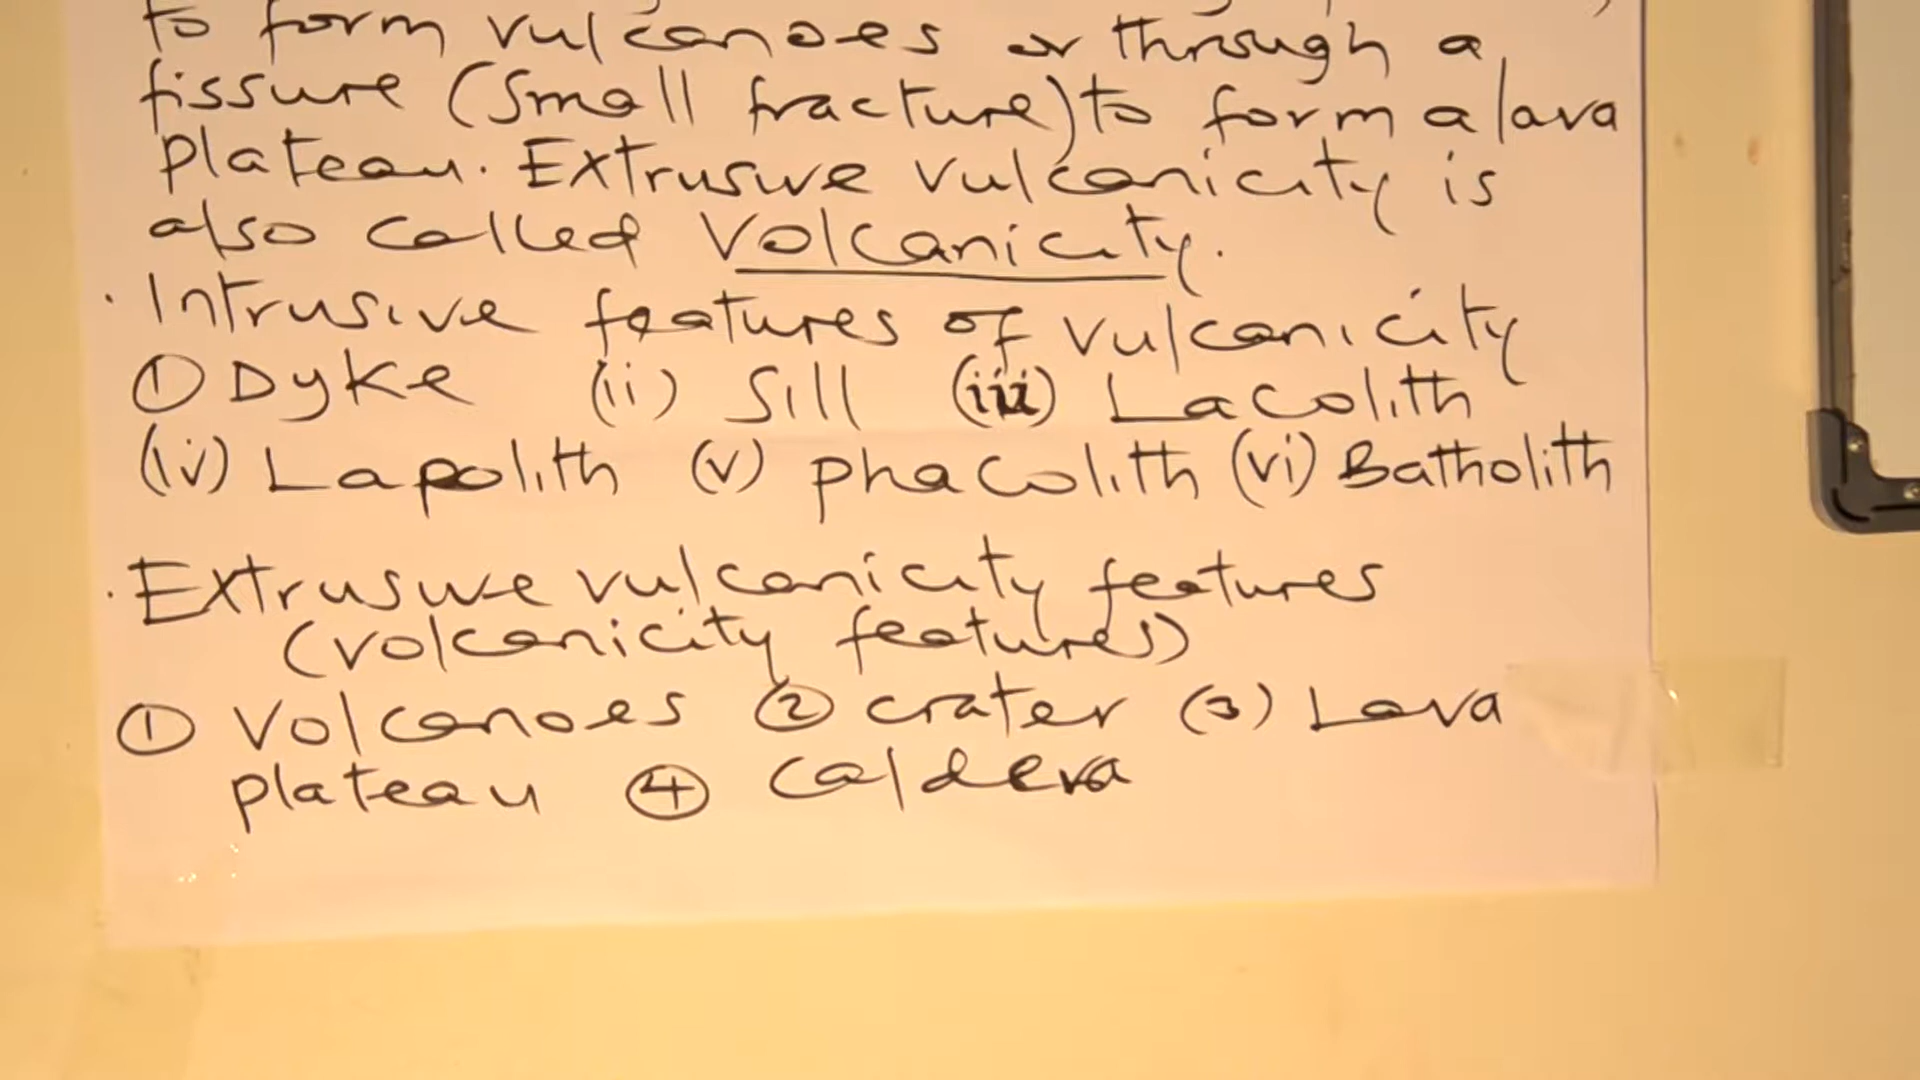 to form vulcanoes or through a
fissure (small fracture) to form a lava
plateau. Extrusive vulcanicity is
also called Volcanicity.
· Intrusive features of vulcanicity
① Dyke (ii) Sill (iii) Lacolith
(iv) Lapolith (v) phacolith (vi) Batholith
· Extrusive vulcanicity features
(volcanicity features)
① Volcanoes ② crater (3) Lava
plateau ④ Caldera